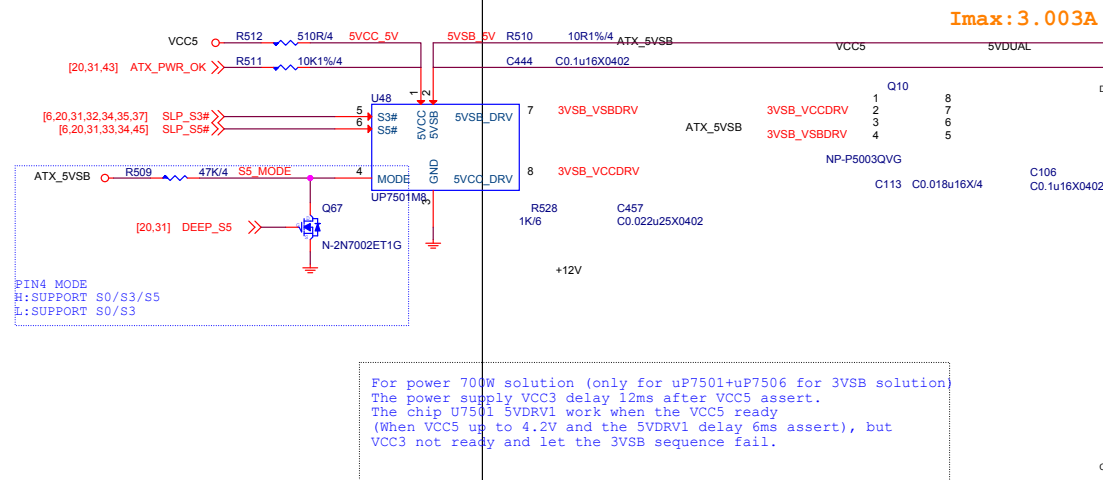 Imax:3.003A
VCC5 R512 510R/4 5VCC_5V 5VSB_5V R510 10R1%/4 ATX_5VSB VCC5 5VDUAL
[20,31,43] ATX_PWR_OK R511 10K1%/4 C444 C0.1u16X0402
Q10
U48 1 2 1 8
[6,20,31,32,34,35,37] SLP_S3# 5 S3# 5VCC 5VSB 5VSB_DRV 7 3VSB_VSBDRV 3VSB_VCCDRV 2 7
[6,20,31,33,34,45] SLP_S5# 6 S5# ATX_5VSB 3 6
3VSB_VSBDRV 4 5
NP-P5003QVG
ATX_5VSB R509 47K/4 S5_MODE 4 MODE GND 5VCC_DRV 8 3VSB_VCCDRV
C113 C0.018u16X/4 C106
C0.1u16X0402
UP7501M8 3
Q67 R528 C457
1K/6 C0.022u25X0402
[20,31] DEEP_S5
N-2N7002ET1G
+12V
PIN4 MODE
H:SUPPORT S0/S3/S5
L:SUPPORT S0/S3
For power 700W solution (only for uP7501+uP7506 for 3VSB solution)
The power supply VCC3 delay 12ms after VCC5 assert.
The chip U7501 5VDRV1 work when the VCC5 ready
(When VCC5 up to 4.2V and the 5VDRV1 delay 6ms assert), but
VCC3 not ready and let the 3VSB sequence fail.